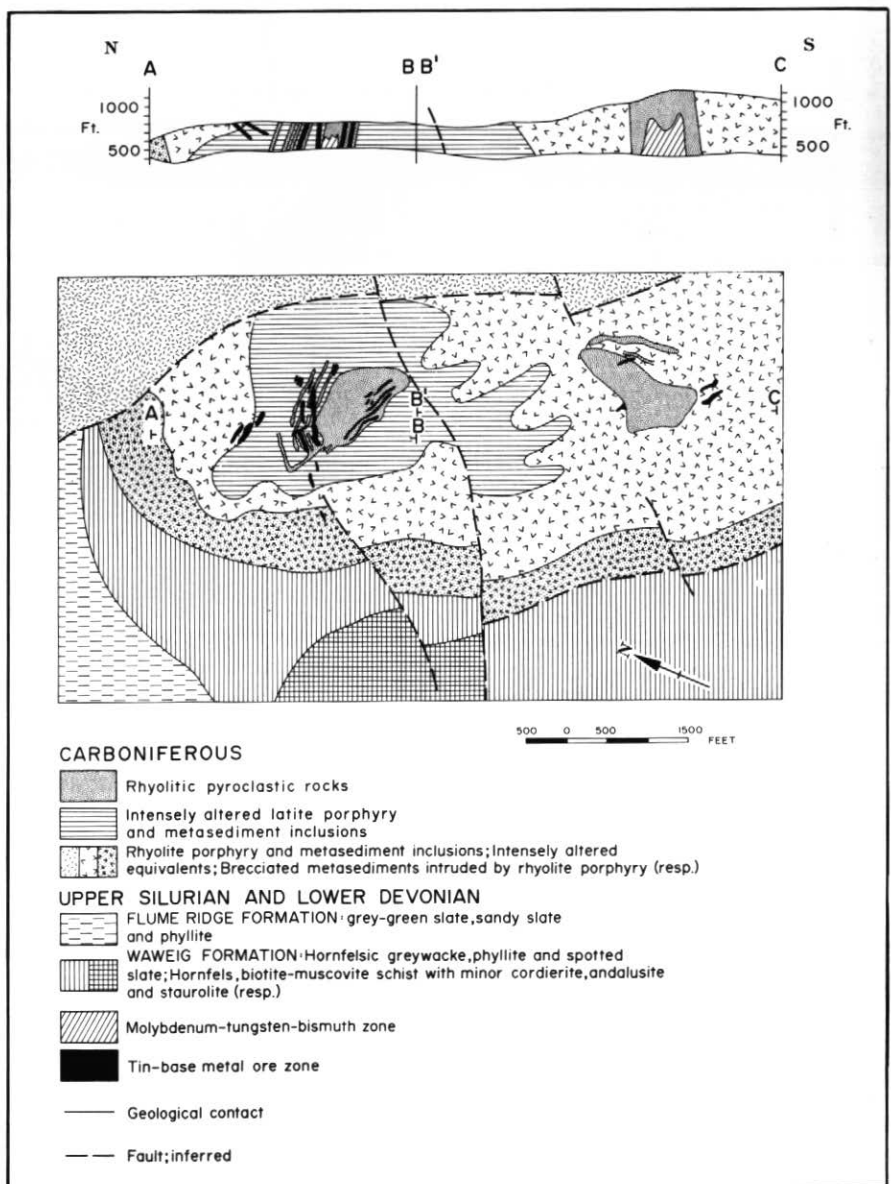 N S
A B B' C
1000 1000
Ft. Ft.
500 500
A
B'
B
C
N
500 0 500 1500 FEET
CARBONIFEROUS
Rhyolitic pyroclastic rocks
Intensely altered latite porphyry
and metasediment inclusions
Rhyolite porphyry and metasediment inclusions; Intensely altered
equivalents; Brecciated metasediments intruded by rhyolite porphyry (resp.)
UPPER SILURIAN AND LOWER DEVONIAN
FLUME RIDGE FORMATION: grey-green slate, sandy slate
and phyllite
WAWEIG FORMATION: Hornfelsic greywacke, phyllite and spotted
slate; Hornfels, biotite-muscovite schist with minor cordierite, andalusite
and staurolite (resp.)
Molybdenum-tungsten-bismuth zone
Tin-base metal ore zone
Geological contact
Fault; inferred